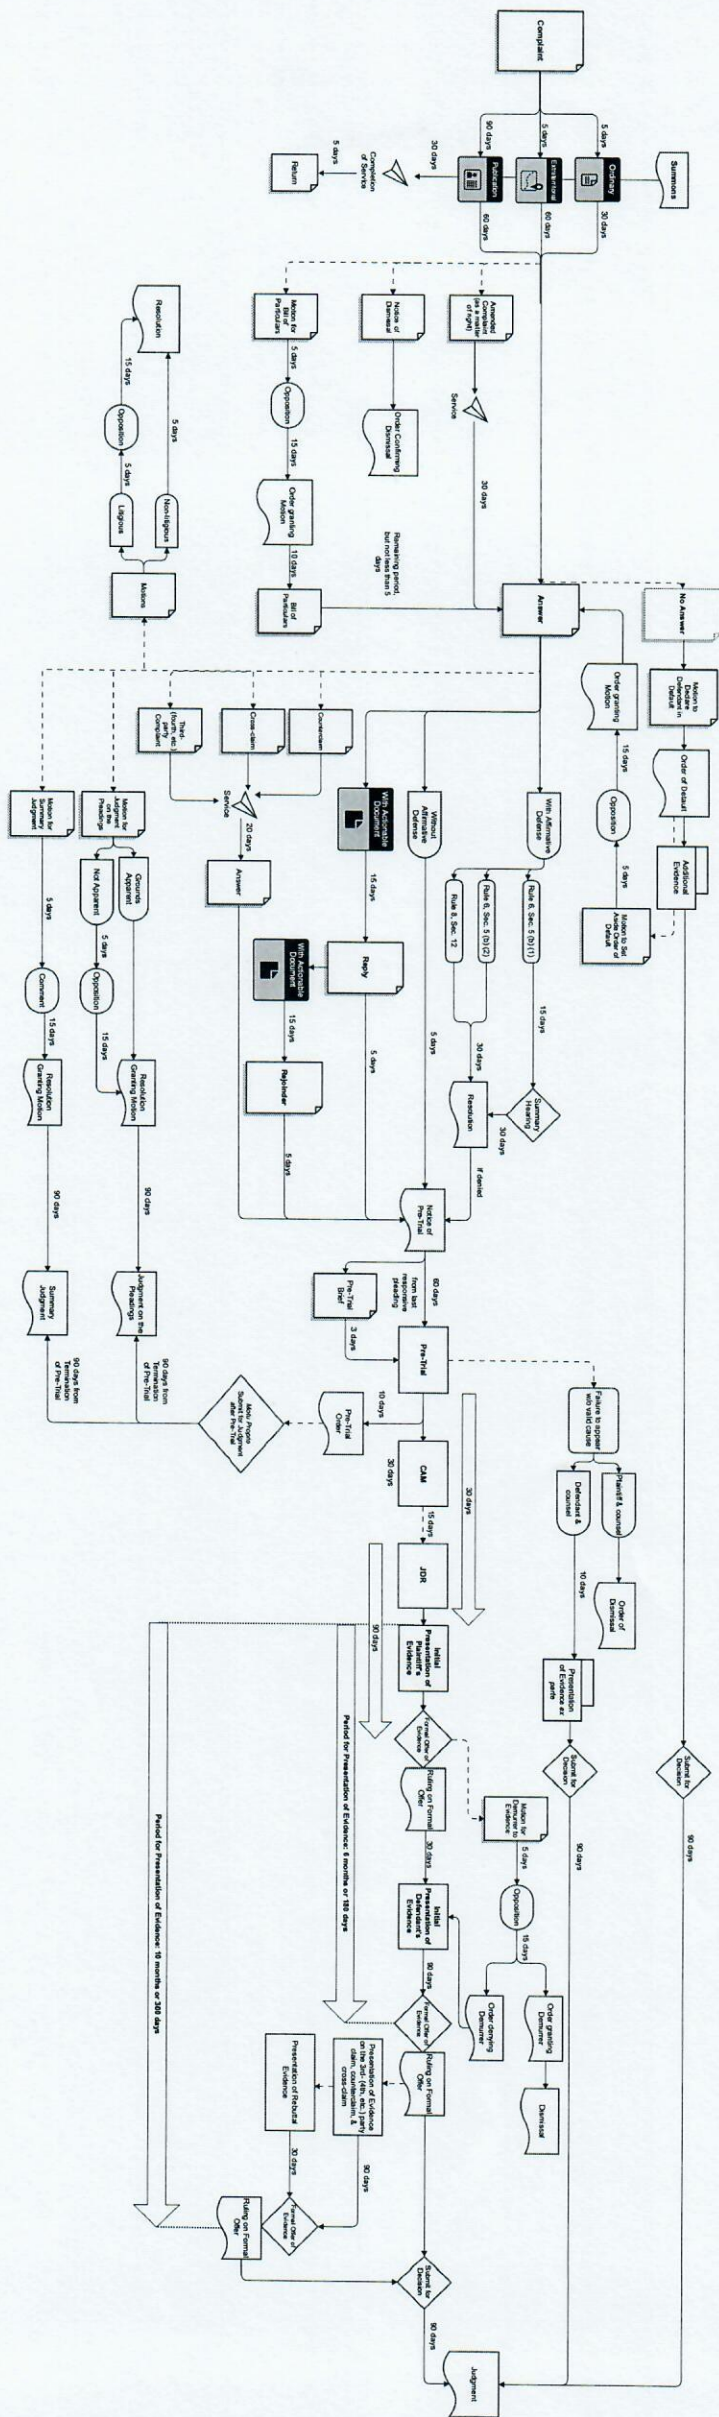 Complaint
Summons
5 days
Ordinary
30 days
5 days
Extraterritorial
60 days
90 days
Publication
60 days
30 days
Completion
of Service
5 days
Return
Amended
Complaint
(as a matter
of right)
Service
30 days
Notice of
Dismissal
Order Confirming
Dismissal
Motion for
Bill of
Particulars
5 days
Opposition
15 days
Order granting
Motion
10 days
Bill of
Particulars
Remaining period,
but not less than 5
days
Resolution
5 days
Non-litigious
15 days
Opposition
5 days
Litigious
Motions
No Answer
Motion to
Declare
Defendant in
Default
Order of Default
Additional
Evidence
Motion to Set
Aside Order of
Default
5 days
Opposition
15 days
Order granting
Motion
Answer
With Affirmative
Defense
Rule 6, Sec. 5 (b) (1)
Rule 6, Sec. 5 (b) (2)
Rule 8, Sec. 12
15 days
Summary
Hearing
30 days
30 days
Resolution
If denied
Without
Affirmative
Defense
5 days
With Actionable
Document
15 days
Reply
5 days
With Actionable
Document
15 days
Rejoinder
5 days
Counterclaim
Cross-claim
Third-
(fourth, etc.)
party
Complaint
Service
20 days
Answer
Motion for
Judgment
on the
Pleadings
Grounds
Apparent
Not Apparent
5 days
Opposition
15 days
Resolution
Granting Motion
90 days
Judgment on the
Pleadings
Motion for
Summary
Judgment
5 days
Comment
15 days
Resolution
Granting Motion
90 days
Summary
Judgment
90 days from
Termination
of Pre-Trial
90 days from
Termination
of Pre-Trial
Notice of
Pre-Trial
60 days
from last
responsive
pleading
Pre-Trial
Brief
3 days
Pre-Trial
10 days
Pre-Trial
Order
Motu Proprio
Submit for Judgment
after Pre-Trial
Failure to appear
w/o valid cause
Plaintiff & counsel
Order of
Dismissal
Defendant &
counsel
10 days
Presentation
of Evidence ex
parte
Submit for
Decision
90 days
Submit for
Decision
90 days
30 days
CAM
30 days
15 days
JDR
Initial
Presentation of
Plaintiff's
Evidence
90 days
Formal Offer of
Evidence
Ruling on Formal
Offer
30 days
Motion for
Demurrer to
Evidence
5 days
Opposition
15 days
Order granting
Demurrer
Dismissal
Order denying
Demurrer
Initial
Presentation of
Defendant's
Evidence
90 days
Formal Offer of
Evidence
Ruling on Formal
Offer
Presentation of Evidence
on the 3rd- (4th, etc.) party
claim, counterclaim, &
cross-claim
90 days
Presentation of Rebuttal
Evidence
30 days
Formal Offer of
Evidence
Ruling on Formal
Offer
Submit for
Decision
90 days
Judgment
Period for Presentation of Evidence: 6 months or 180 days
Period for Presentation of Evidence: 10 months or 300 days